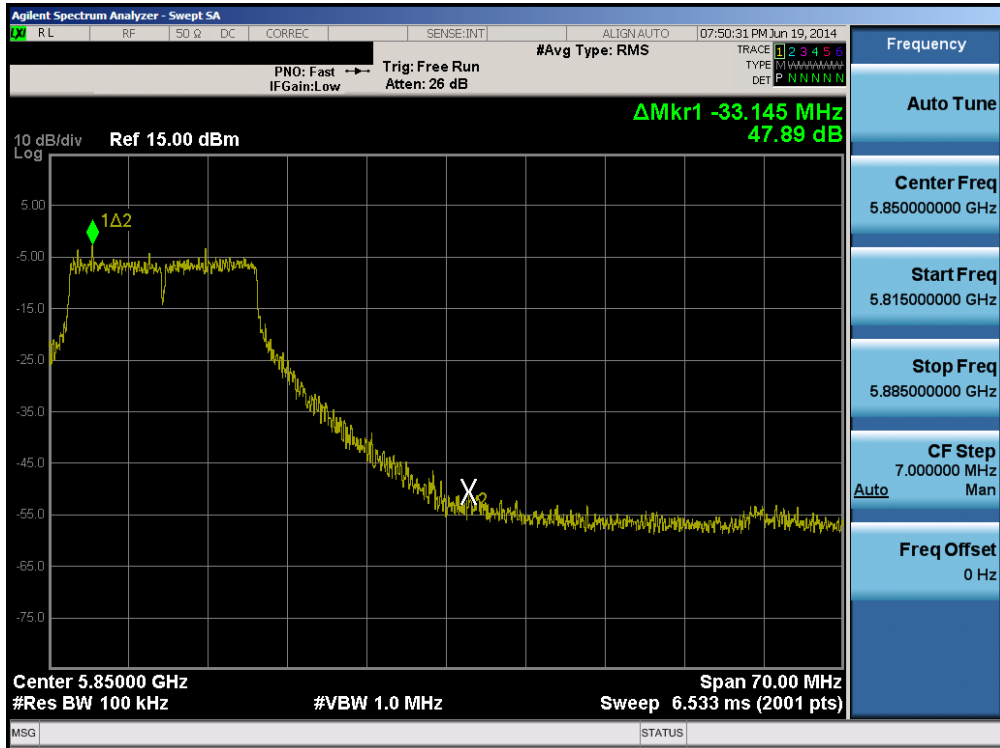 Agilent Spectrum Analyzer - Swept SA
LXI RL RF 50 Ω DC CORREC SENSE:INT ALIGN AUTO 07:50:31 PM Jun 19, 2014
#Avg Type: RMS TRACE 1 2 3 4 5 6
PNO: Fast Trig: Free Run TYPE M WWWWW
IFGain:Low Atten: 26 dB DET P N N N N N
ΔMkr1 -33.145 MHz
47.89 dB
10 dB/div Ref 15.00 dBm
Log
5.00
1Δ2
-5.00
-15.0
-25.0
-35.0
-45.0
X2
-55.0
-65.0
-75.0
Center 5.85000 GHz Span 70.00 MHz
#Res BW 100 kHz #VBW 1.0 MHz Sweep 6.533 ms (2001 pts)
MSG STATUS
Frequency
Auto Tune
Center Freq
5.850000000 GHz
Start Freq
5.815000000 GHz
Stop Freq
5.885000000 GHz
CF Step
7.000000 MHz
Auto Man
Freq Offset
0 Hz